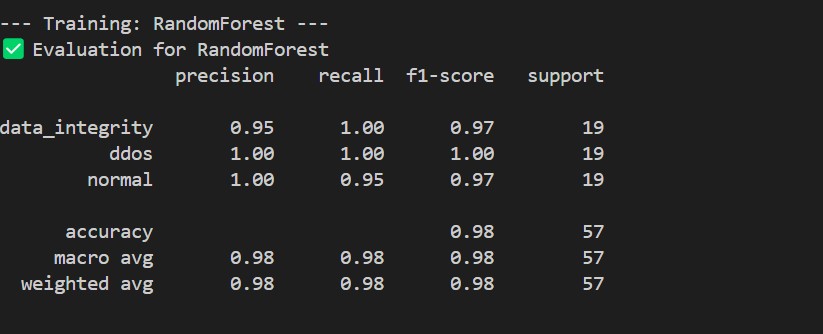 --- Training: RandomForest ---
✅ Evaluation for RandomForest
precision recall f1-score support
data_integrity 0.95 1.00 0.97 19
ddos 1.00 1.00 1.00 19
normal 1.00 0.95 0.97 19
accuracy 0.98 57
macro avg 0.98 0.98 0.98 57
weighted avg 0.98 0.98 0.98 57